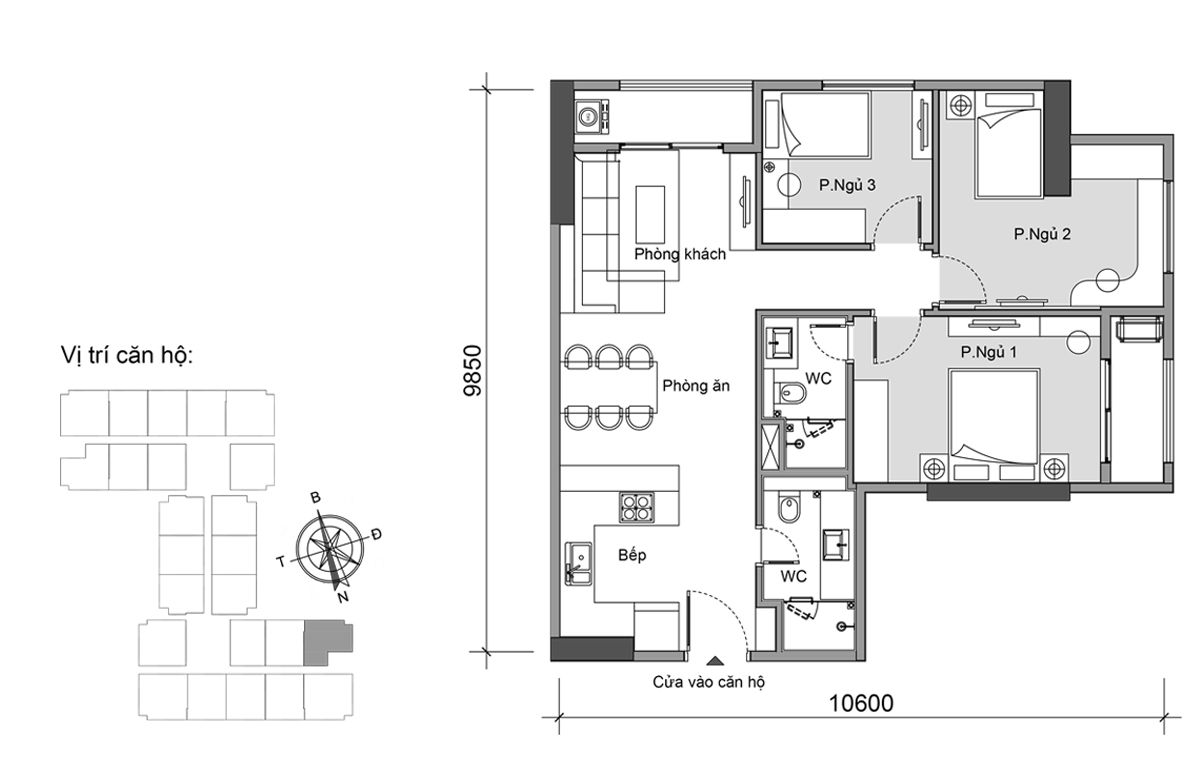 P.Ngủ 3
P.Ngủ 2
Phòng khách
Vị trí căn hộ:
9850
P.Ngủ 1
WC
Phòng ăn
B
Đ
T
N
Bếp
WC
Cửa vào căn hộ
10600